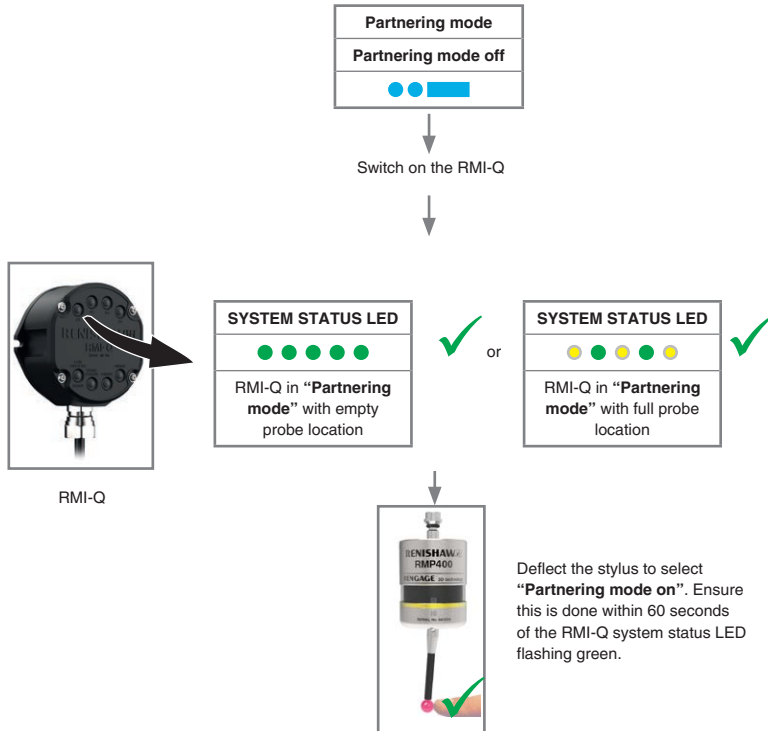 Partnering mode
Partnering mode off
Switch on the RMI-Q
SYSTEM STATUS LED
RMI-Q in “Partnering
mode” with empty
probe location
or
SYSTEM STATUS LED
RMI-Q in “Partnering
mode” with full probe
location
RENISHAW
RMI-Q
RMI-Q
RENISHAW
RMP400
RENGAGE
Deflect the stylus to select
“Partnering mode on”. Ensure
this is done within 60 seconds
of the RMI-Q system status LED
flashing green.